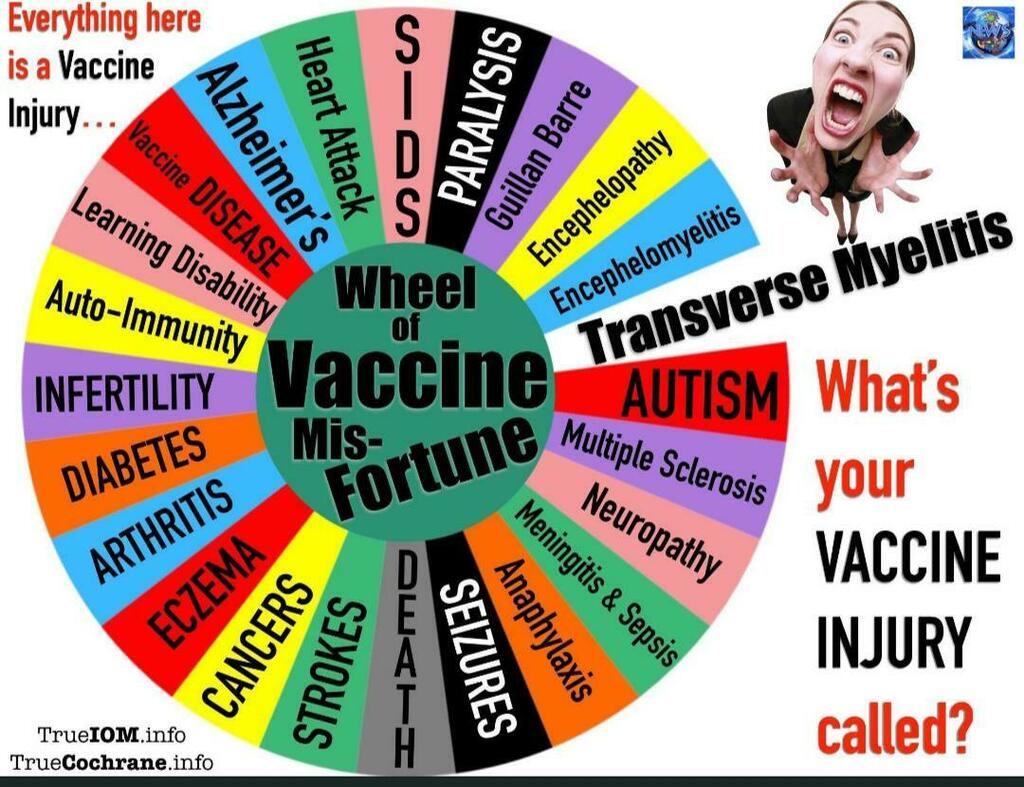 Everything here
is a Vaccine
Injury...
NEWS
Wheel
of
Vaccine
Mis-
Fortune
SIDS
PARALYSIS
Guillan Barre
Encephelopathy
Encephelomyelitis
Transverse Myelitis
AUTISM
Multiple Sclerosis
Neuropathy
Meningitis & Sepsis
Anaphylaxis
SEIZURES
DEATH
STROKES
CANCERS
ECZEMA
ARTHRITIS
DIABETES
INFERTILITY
Auto-Immunity
Learning Disability
Vaccine DISEASE
Alzheimer's
Heart Attack
What's
your
VACCINE
INJURY
called?
TrueIOM.info
TrueCochrane.info